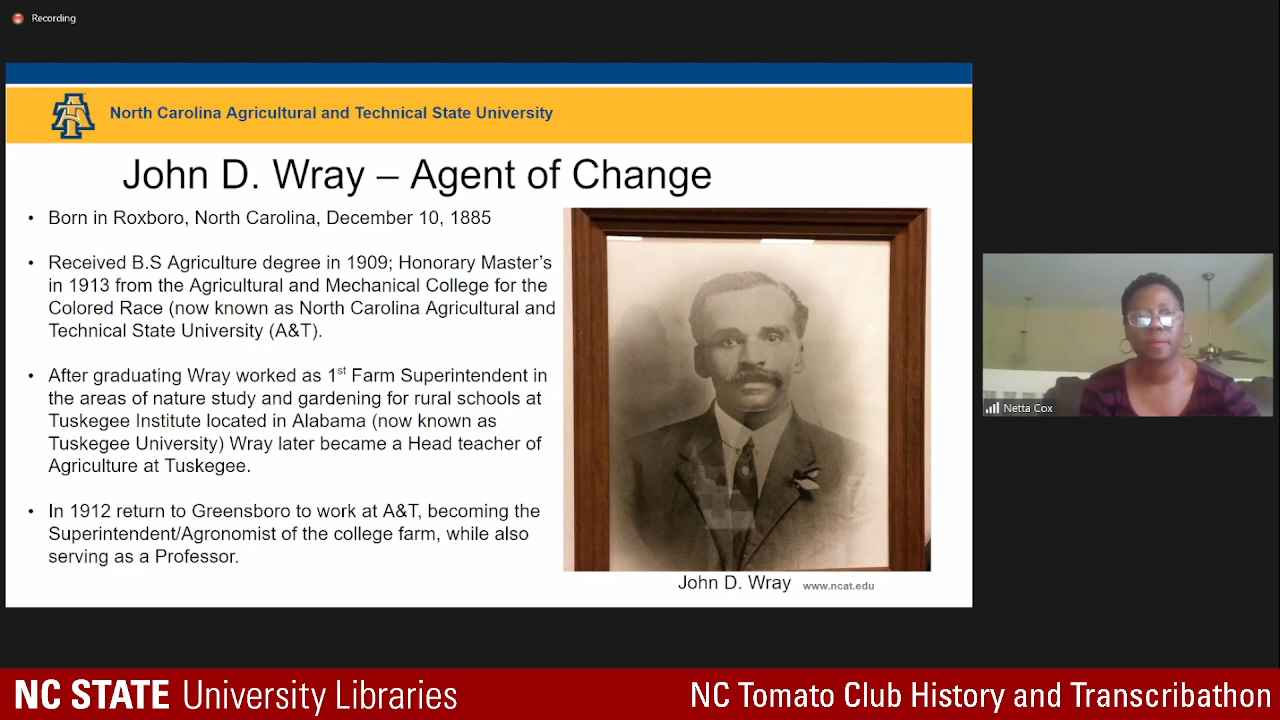 Recording
North Carolina Agricultural and Technical State University
John D. Wray – Agent of Change
• Born in Roxboro, North Carolina, December 10, 1885
• Received B.S Agriculture degree in 1909; Honorary Master's
in 1913 from the Agricultural and Mechanical College for the
Colored Race (now known as North Carolina Agricultural and
Technical State University (A&T).
• After graduating Wray worked as 1st Farm Superintendent in
the areas of nature study and gardening for rural schools at
Tuskegee Institute located in Alabama (now known as
Tuskegee University) Wray later became a Head teacher of
Agriculture at Tuskegee.
• In 1912 return to Greensboro to work at A&T, becoming the
Superintendent/Agronomist of the college farm, while also
serving as a Professor.
John D. Wray www.ncat.edu
Netta Cox
NC STATE University Libraries
NC Tomato Club History and Transcribathon